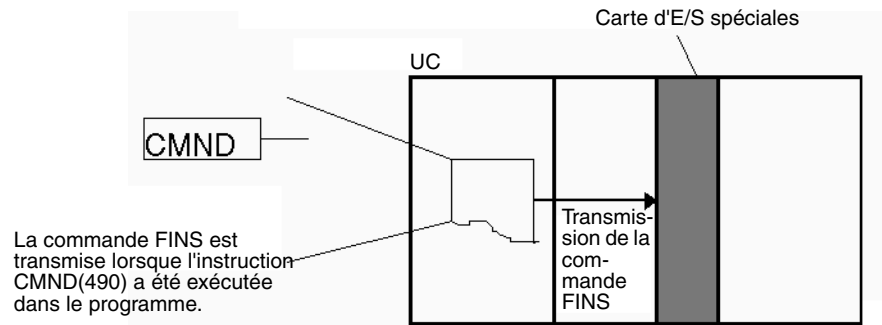 Carte d'E/S spéciales
UC
CMND
La commande FINS est
transmise lorsque l'instruction
CMND(490) a été exécutée
dans le programme.
Transmis-
sion de la
com-
mande
FINS